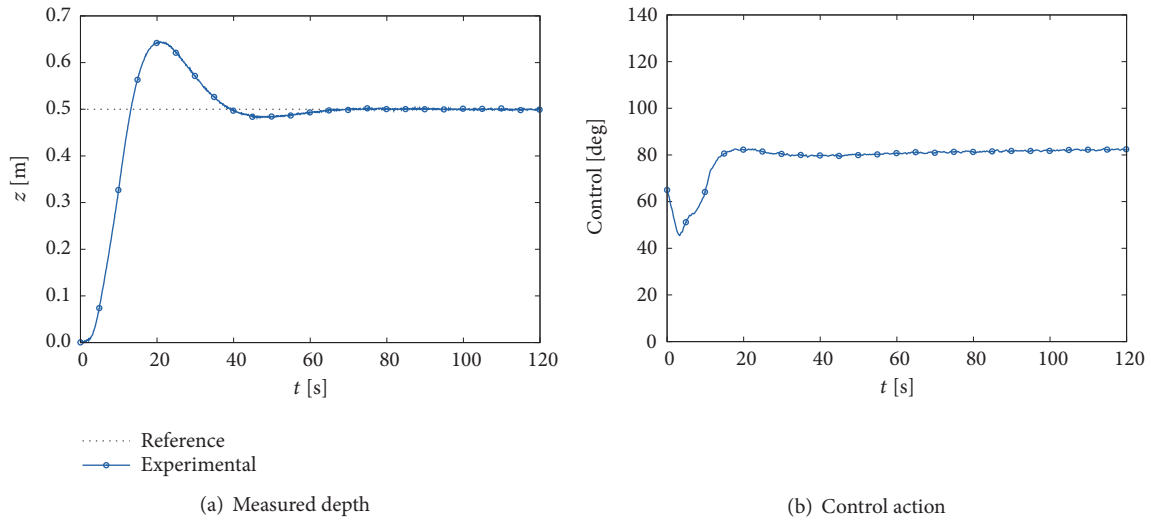 0.7
0.6
0.5
0.4
0.3
0.2
0.1
0.0
z [m]
0 20 40 60 80 100 120
t [s]
Reference
Experimental
(a) Measured depth
140
120
100
80
60
40
20
0
Control [deg]
0 20 40 60 80 100 120
t [s]
(b) Control action